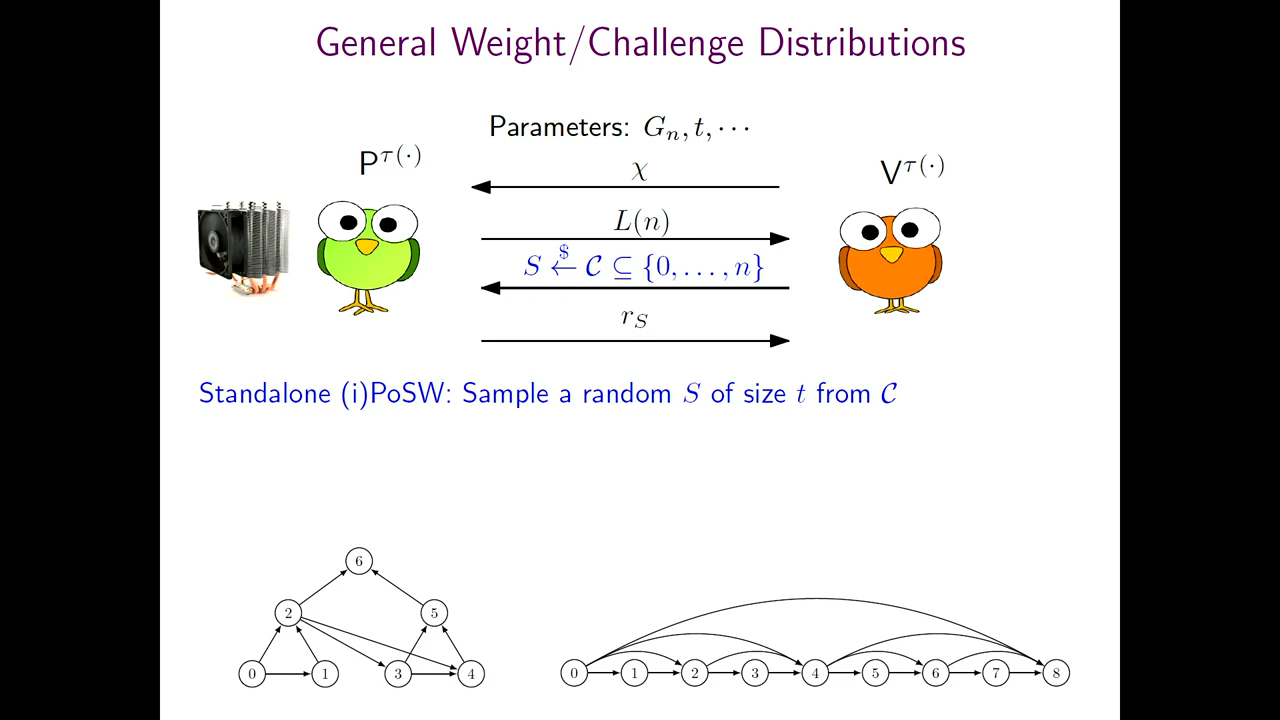 General Weight/Challenge Distributions
Parameters: Gₙ, t, ⋯
P^τ(·)
V^τ(·)
χ
L(n)
S ←$ 𝒞 ⊆ {0, …, n}
r_S
Standalone (i)PoSW: Sample a random S of size t from 𝒞
6
2 5
0 1 3 4
0 1 2 3 4 5 6 7 8